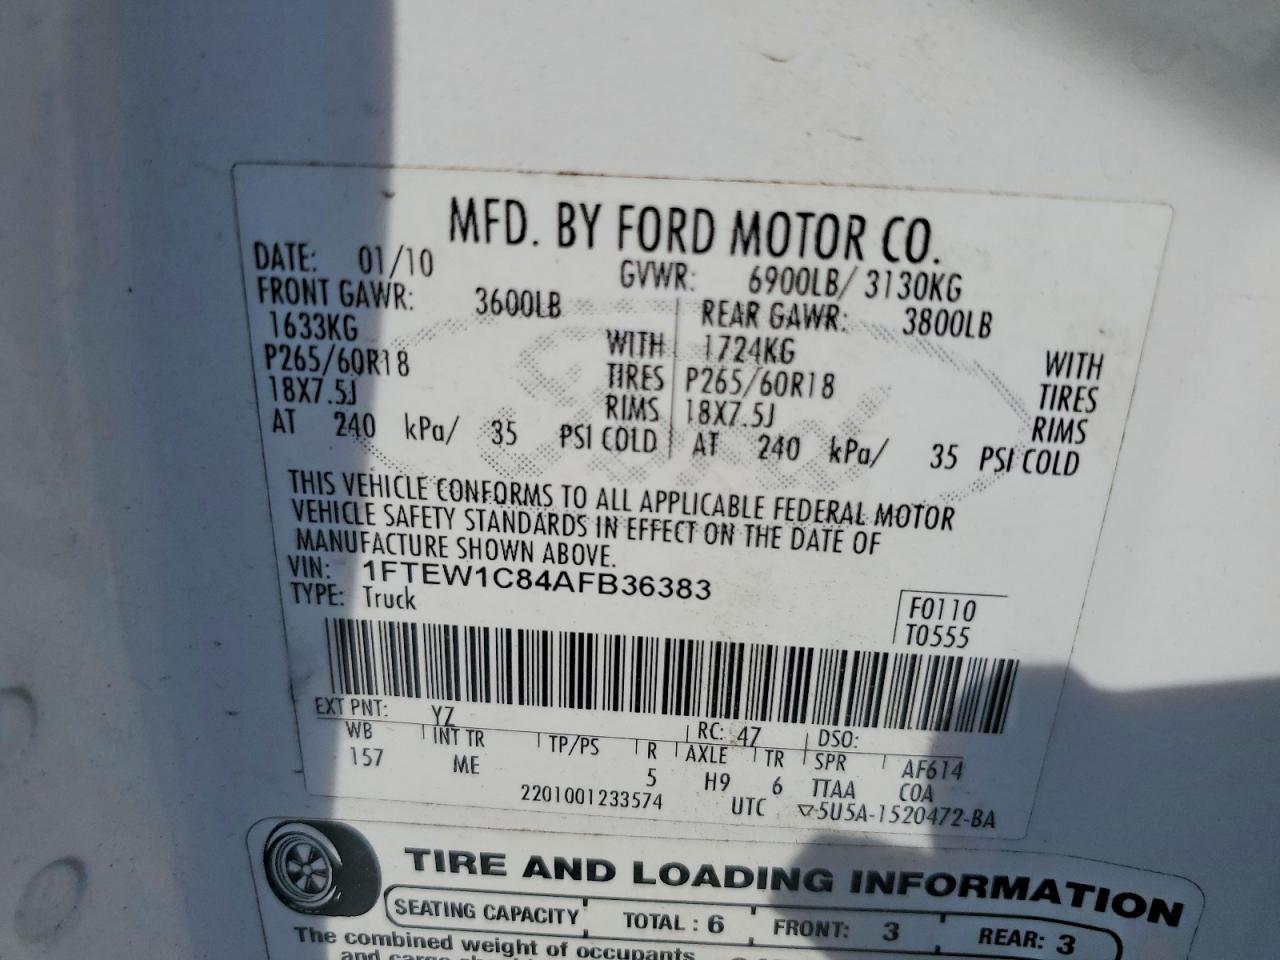 MFD. BY FORD MOTOR CO.
DATE: 01/10 GVWR: 6900LB/ 3130KG
FRONT GAWR: 3600LB REAR GAWR: 3800LB
1633KG WITH 1724KG WITH
P265/60R18 TIRES P265/60R18 TIRES
18X7.5J RIMS 18X7.5J RIMS
AT 240 kPa/ 35 PSI COLD AT 240 kPa/ 35 PSI COLD
THIS VEHICLE CONFORMS TO ALL APPLICABLE FEDERAL MOTOR
VEHICLE SAFETY STANDARDS IN EFFECT ON THE DATE OF
MANUFACTURE SHOWN ABOVE.
VIN: 1FTEW1C84AFB36383
TYPE: Truck
F0110
T0555
EXT PNT: YZ RC: 47 DSO:
WB INT TR TP/PS R AXLE TR SPR AF614
157 ME 5 H9 6 TTAA COA
2201001233574 UTC ▽5U5A-1520472-BA
TIRE AND LOADING INFORMATION
SEATING CAPACITY TOTAL : 6 FRONT: 3 REAR: 3
The combined weight of occupants
and cargo